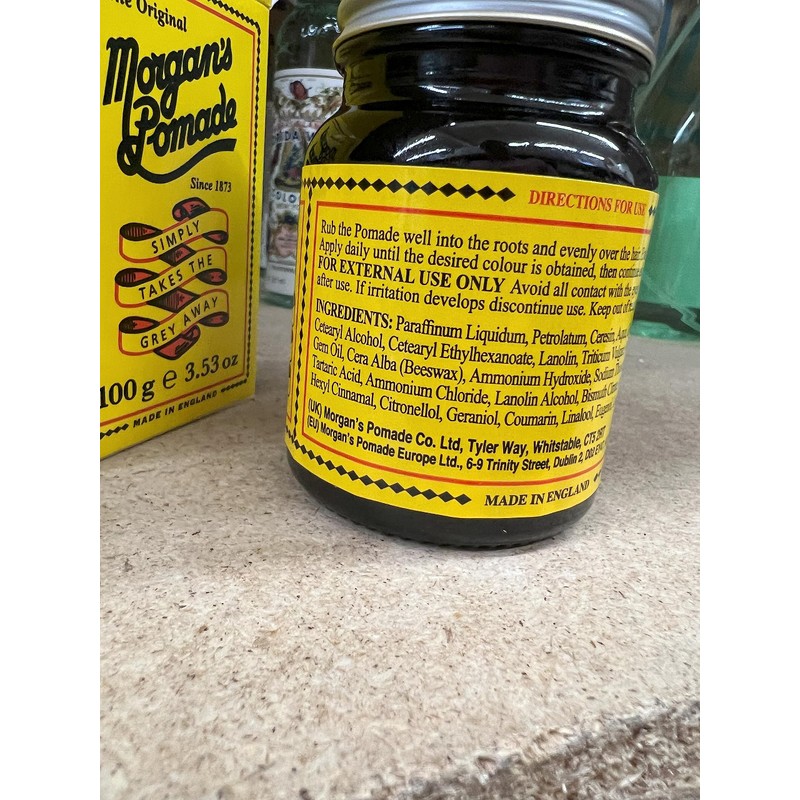 The Original
Morgan's
Pomade
Since 1873
SIMPLY
TAKES THE
GREY AWAY
100 g e 3.53 oz
MADE IN ENGLAND
DIRECTIONS FOR USE
Rub the Pomade well into the roots and evenly over the hair.
Apply daily until the desired colour is obtained, then continue
FOR EXTERNAL USE ONLY Avoid all contact with the
after use. If irritation develops discontinue use. Keep out of
INGREDIENTS: Paraffinum Liquidum, Petrolatum, Ceresin,
Cetearyl Alcohol, Cetearyl Ethylhexanoate, Lanolin, Triticum
Germ Oil, Cera Alba (Beeswax), Ammonium Hydroxide, Sodium
Tartaric Acid, Ammonium Chloride, Lanolin Alcohol, Bismuth
Hexyl Cinnamal, Citronellol, Geraniol, Coumarin, Linalool,
(UK) Morgan's Pomade Co. Ltd, Tyler Way, Whitstable, CT5
(EU) Morgan's Pomade Europe Ltd., 6-9 Trinity Street, Dublin 2,
MADE IN ENGLAND